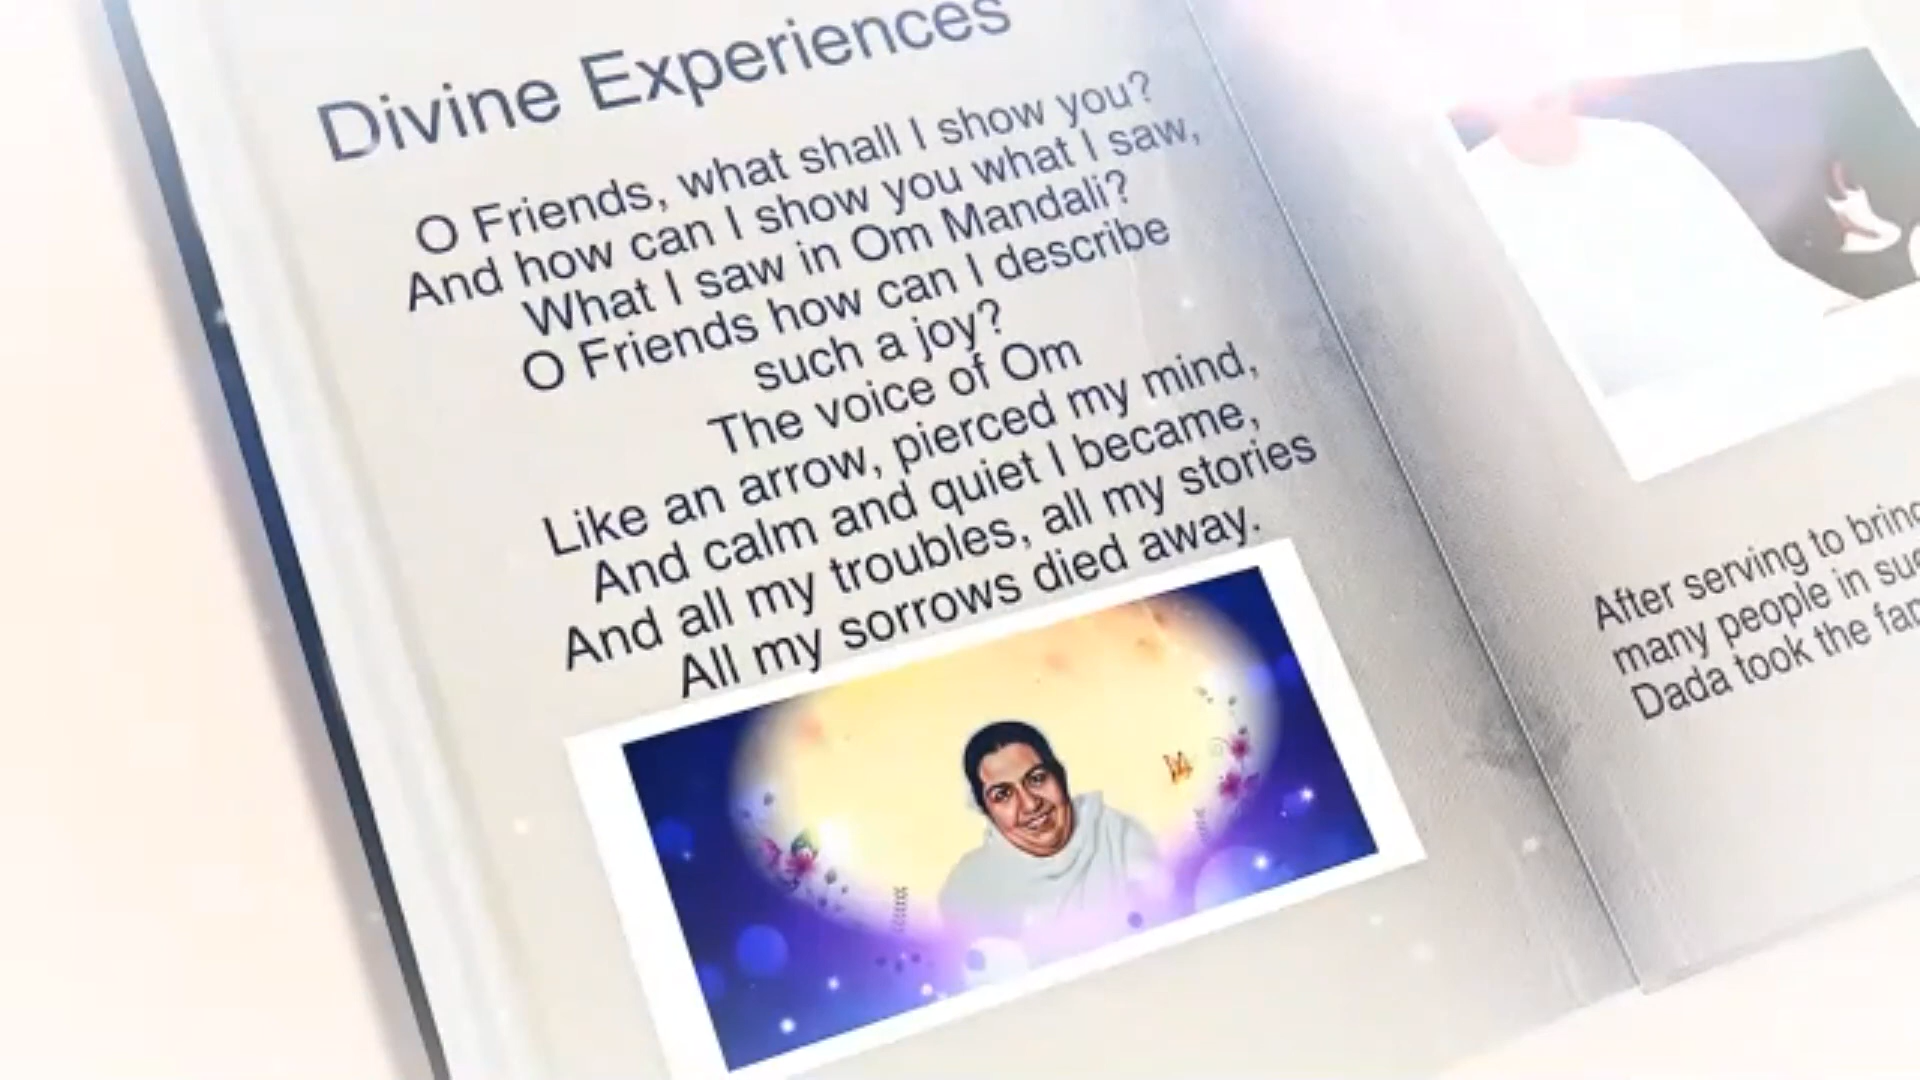 Divine Experiences
O Friends, what shall I show you?
And how can I show you what I saw,
What I saw in Om Mandali?
O Friends how can I describe
such a joy?
The voice of Om
Like an arrow, pierced my mind,
And calm and quiet I became,
And all my troubles, all my stories
All my sorrows died away.
After serving to bring
many people in
Dada took the